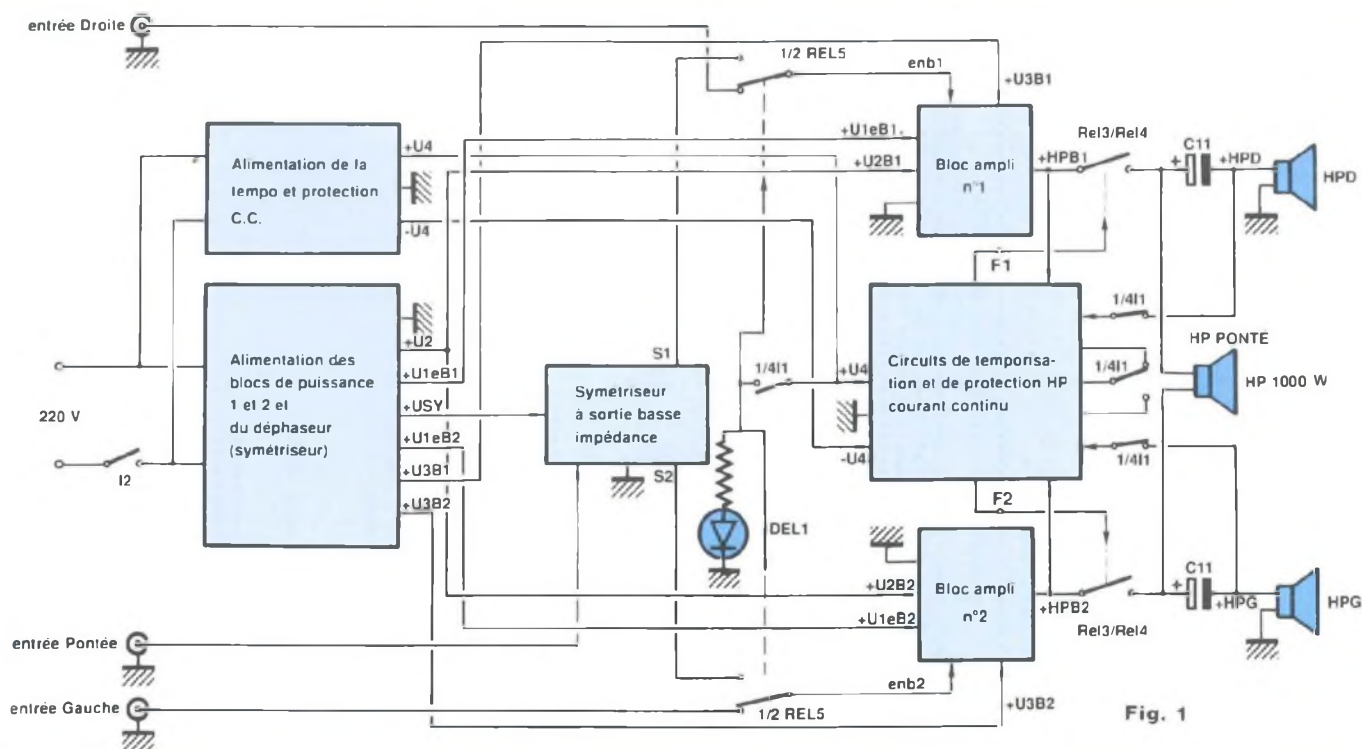 entrée Droite
1/2 REL5
enb1
+U3B1
Alimentation de la
tempo et protection
C.C.
+U4
-U4
+U1eB1
+U2B1
Bloc ampli
n°1
+HPB1
Rel3/Rel4
C11
+
+HPD
HPD
F1
1/4I1
Alimentation des
blocs de puissance
1 et 2 et
du déphaseur
(symétriseur)
+U2
+U1eB1
+USY
+U1eB2
+U3B1
+U3B2
220 V
I2
S1
Symétriseur
à sortie basse
impédance
S2
1/4I1
DEL1
+U4
-U4
Circuits de temporisa-
tion et de protection HP
courant continu
1/4I1
HP PONTÉ
HP 1000 W
1/4I1
F2
+U2B2
+U1eB2
Bloc ampli
n°2
+HPB2
Rel3/Rel4
C11
+
+HPG
HPG
entrée Pontée
entrée Gauche
1/2 REL5
enb2
+U3B2
Fig. 1